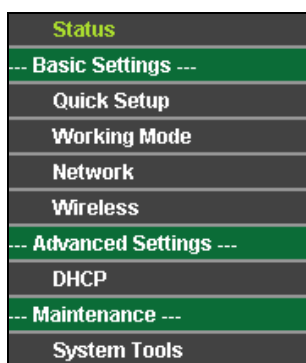 Status
--- Basic Settings ---
Quick Setup
Working Mode
Network
Wireless
--- Advanced Settings ---
DHCP
--- Maintenance ---
System Tools